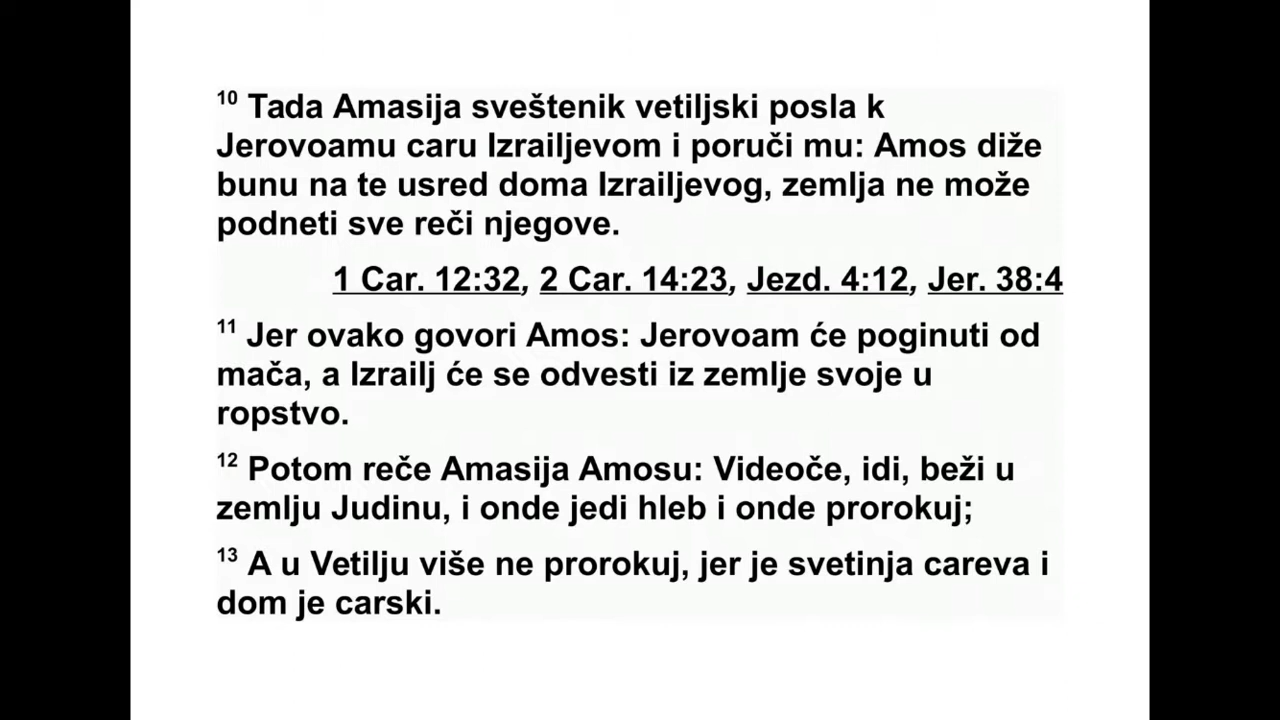 10 Tada Amasija sveštenik vetiljski posla k
Jerovoamu caru Izrailjevom i poruči mu: Amos diže
bunu na te usred doma Izrailjevog, zemlja ne može
podneti sve reči njegove.
1 Car. 12:32, 2 Car. 14:23, Jezd. 4:12, Jer. 38:4
11 Jer ovako govori Amos: Jerovoam će poginuti od
mača, a Izrailj će se odvesti iz zemlje svoje u
ropstvo.
12 Potom reče Amasija Amosu: Videoče, idi, beži u
zemlju Judinu, i onde jedi hleb i onde prorokuj;
13 A u Vetilju više ne prorokuj, jer je svetinja careva i
dom je carski.